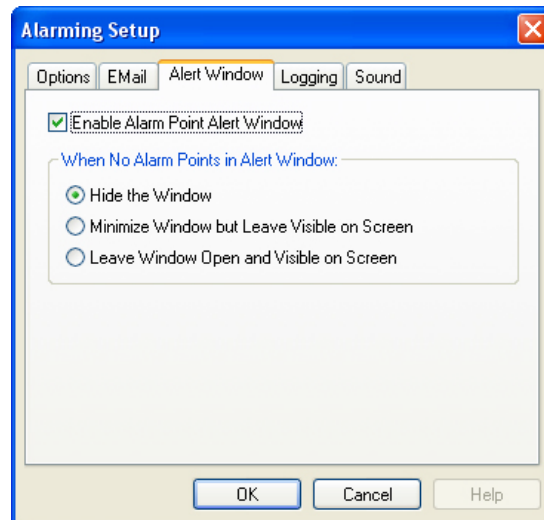 Alarming Setup
Options EMail Alert Window Logging Sound
Enable Alarm Point Alert Window
When No Alarm Points in Alert Window:
Hide the Window
Minimize Window but Leave Visible on Screen
Leave Window Open and Visible on Screen
OK Cancel Help